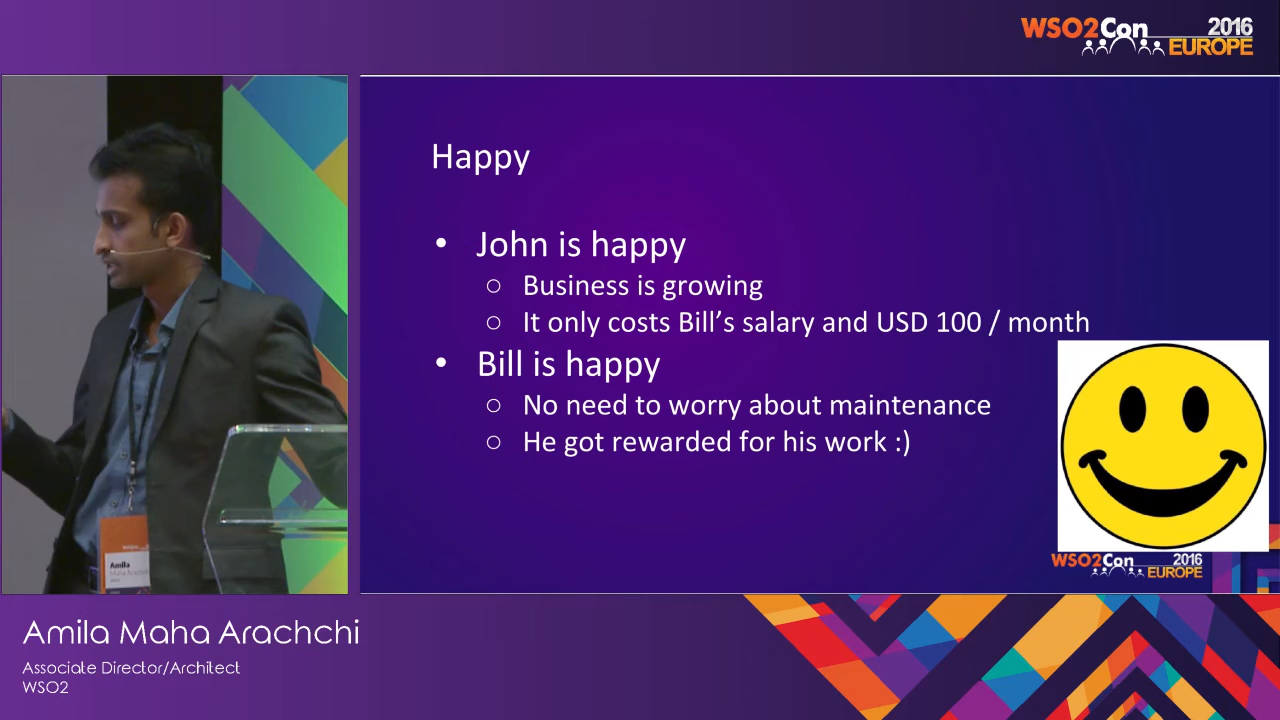 WSO2Con 2016
EUROPE
Happy
• John is happy
○ Business is growing
○ It only costs Bill’s salary and USD 100 / month
• Bill is happy
○ No need to worry about maintenance
○ He got rewarded for his work :)
WSO2Con 2016
EUROPE
Amila
Amila Maha Arachchi
Associate Director/Architect
WSO2